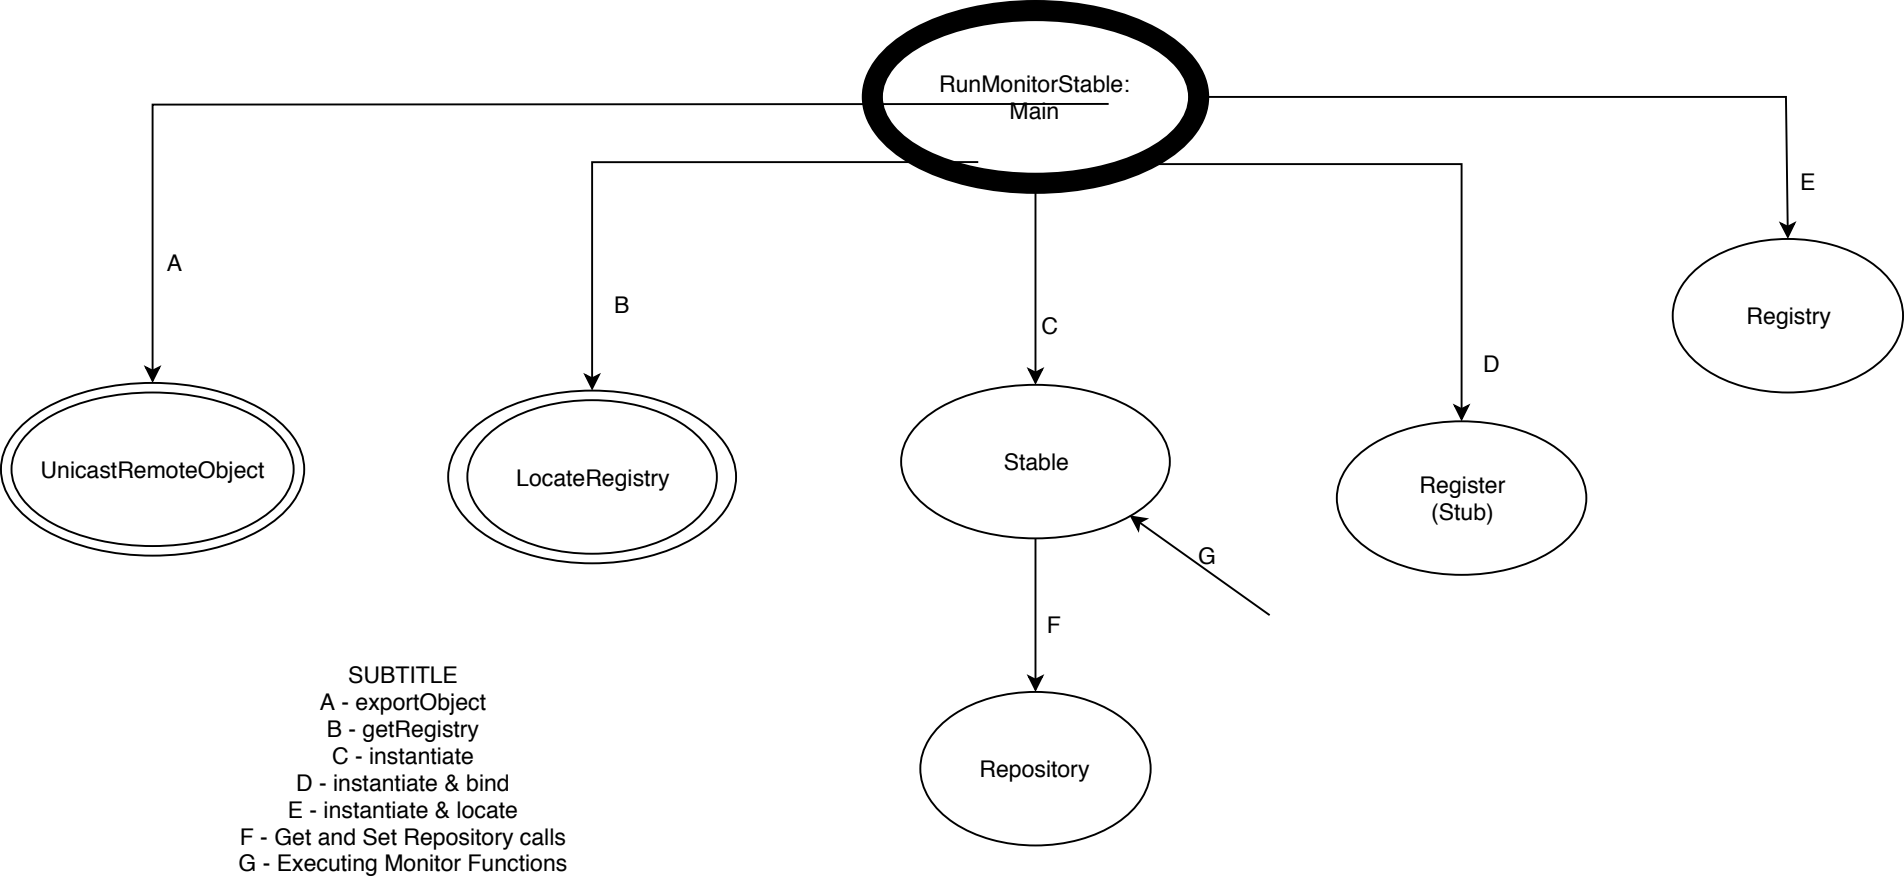 RunMonitorStable:
Main
E
A
B
C
D
Registry
UnicastRemoteObject
LocateRegistry
Stable
Register
(Stub)
G
F
SUBTITLE
A - exportObject
B - getRegistry
C - instantiate
D - instantiate & bind
E - instantiate & locate
F - Get and Set Repository calls
G - Executing Monitor Functions
Repository